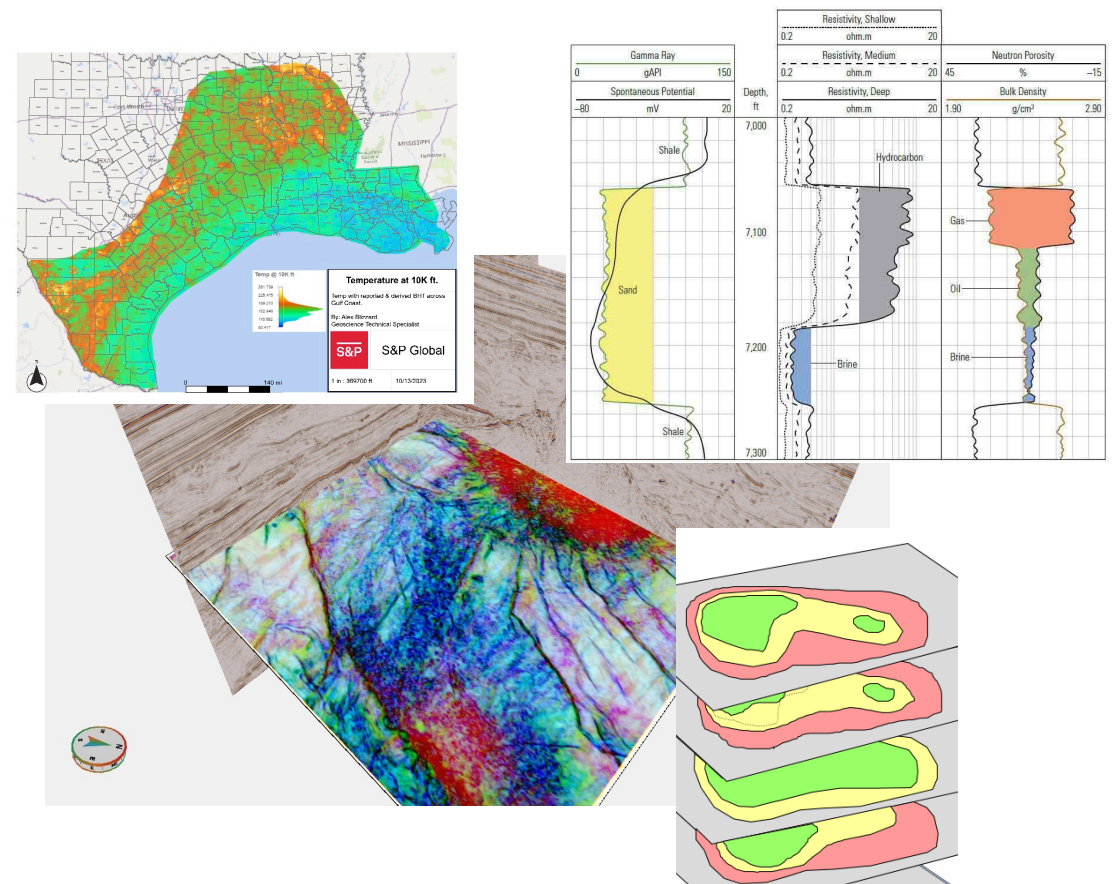 Temp @ 10K ft
Temperature at 10K ft.
Temp with reported & derived BHT across
Gulf Coast.
By: Alex Blizzard
Geoscience Technical Specialist
S&P
S&P Global
0 140 mi
1 in : 369700 ft 10/13/2023
TEXAS
MISSISSIPPI
Resistivity, Shallow
0.2 ohm.m 20
Gamma Ray
0 gAPI 150
Resistivity, Medium
0.2 ohm.m 20
Neutron Porosity
45 % –15
Spontaneous Potential
–80 mV 20
Depth,
ft
Resistivity, Deep
0.2 ohm.m 20
Bulk Density
1.90 g/cm³ 2.90
7,000
Shale
Hydrocarbon
7,100
Gas
Sand
Oil
7,200
Brine
Brine
Shale
7,300
N